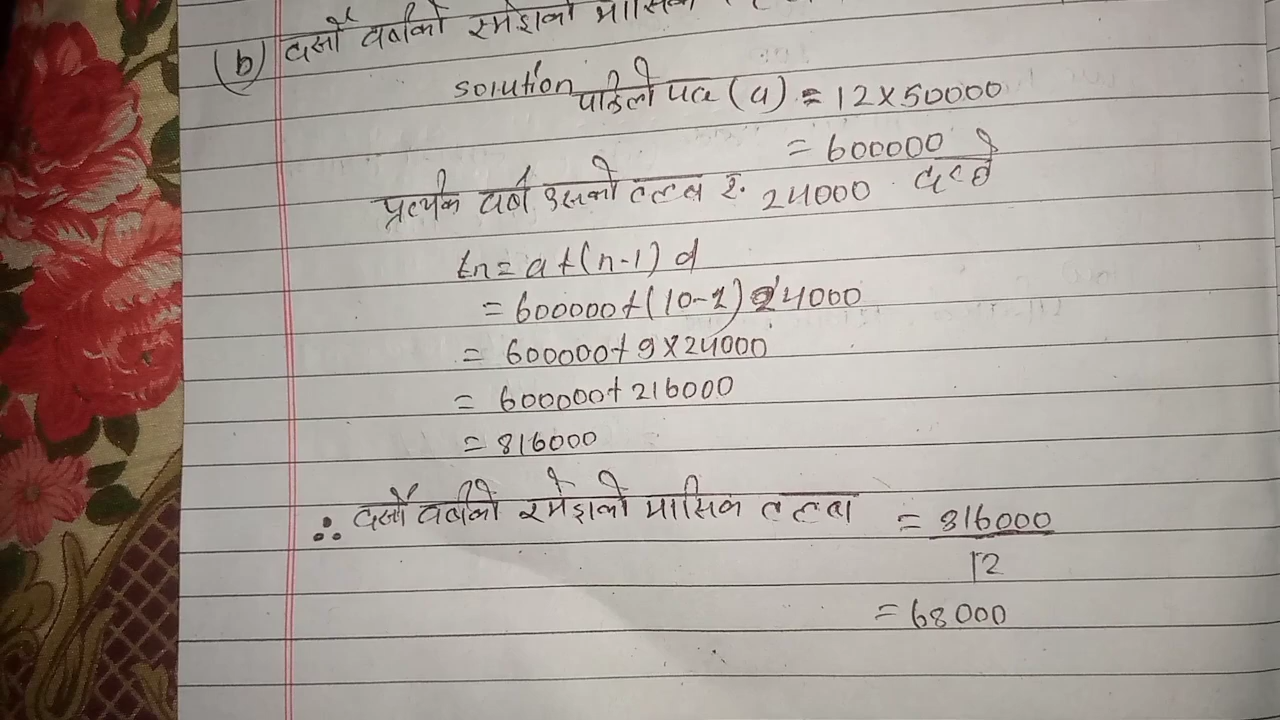 (b) दसौं वर्षको रमेशको मासिक
solution पाहिलो पद (a) = 12×50000
= 600000
प्रत्येक वर्ष उसको तलब रु. 24000 बढ्दै
tn = a+(n-1) d
= 600000+(10-1) 24000
= 600000+9×24000
= 600000+216000
= 816000
∴ दसौं वर्षको रमेशको मासिक तलब = 816000
12
= 68000